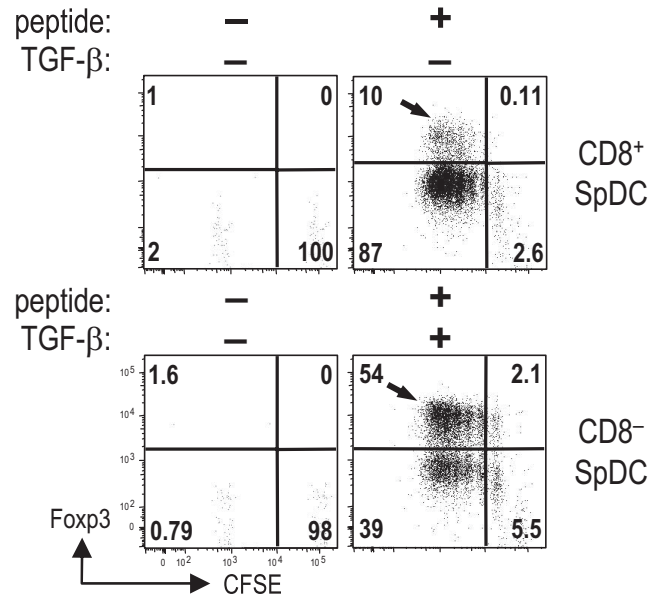 peptide: − +
TGF-β: − −
1 0 10 0.11
CD8⁺
SpDC
2 100 87 2.6
peptide: − +
TGF-β: − +
10⁵ 1.6 0 54 2.1
10⁴
CD8⁻
SpDC
10³
10²
0 0.79 98 39 5.5
Foxp3
0 10² 10³ 10⁴ 10⁵
CFSE